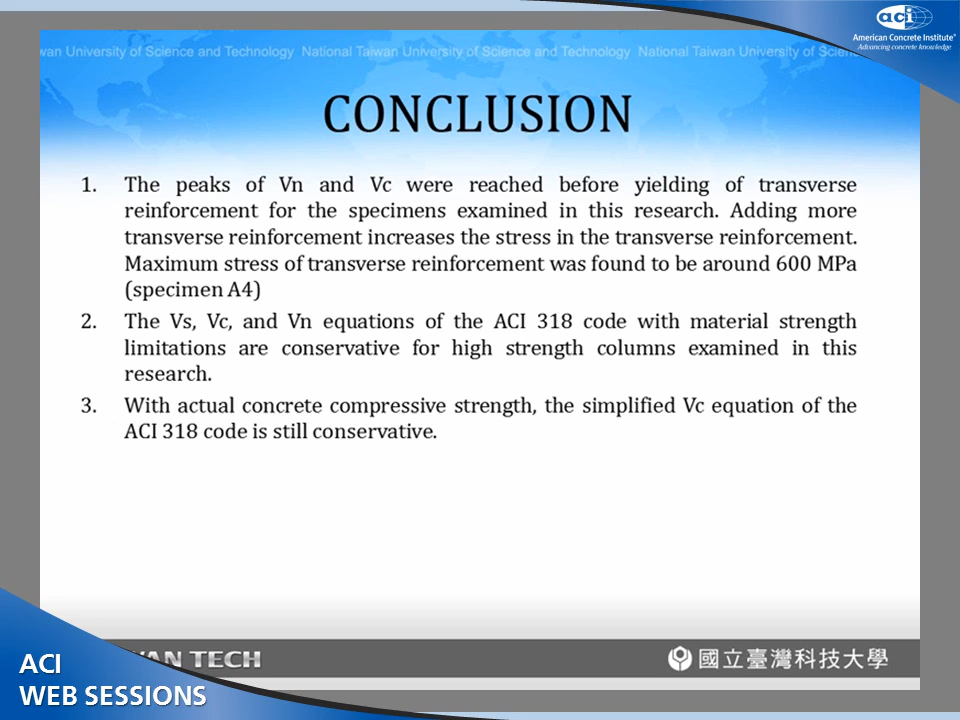 aci
American Concrete Institute®
Advancing concrete knowledge
wan University of Science and Technology National Taiwan University of Science and Technology National Taiwan University of
CONCLUSION
1. The peaks of Vn and Vc were reached before yielding of transverse
reinforcement for the specimens examined in this research. Adding more
transverse reinforcement increases the stress in the transverse reinforcement.
Maximum stress of transverse reinforcement was found to be around 600 MPa
(specimen A4)
2. The Vs, Vc, and Vn equations of the ACI 318 code with material strength
limitations are conservative for high strength columns examined in this
research.
3. With actual concrete compressive strength, the simplified Vc equation of the
ACI 318 code is still conservative.
WAN TECH
國立臺灣科技大學
ACI
WEB SESSIONS